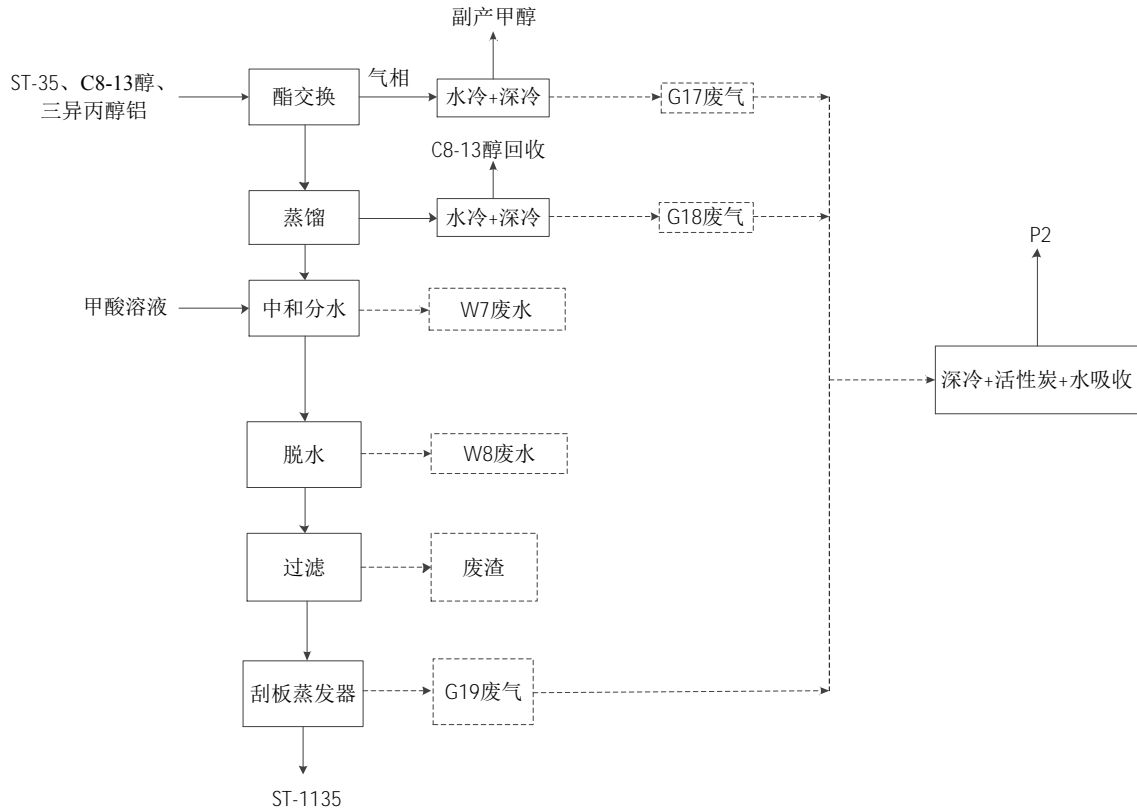 副产甲醇
ST-35、C8-13醇、
三异丙醇铝
酯交换
气相
水冷+深冷
G17废气
C8-13醇回收
蒸馏
水冷+深冷
G18废气
P2
甲酸溶液
中和分水
W7废水
深冷+活性炭+水吸收
脱水
W8废水
过滤
废渣
刮板蒸发器
G19废气
ST-1135